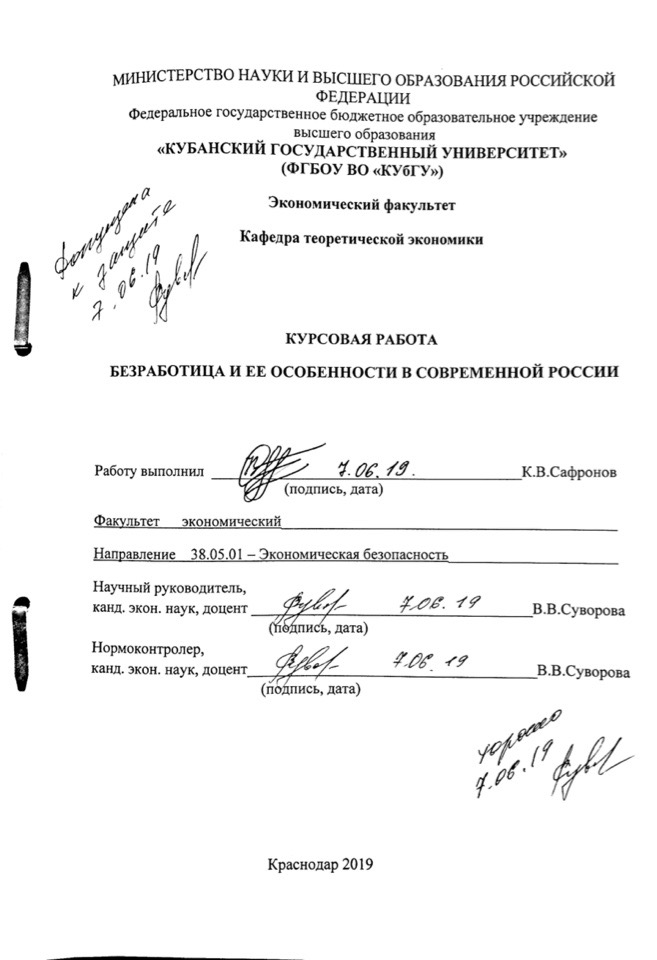 МИНИСТЕРСТВО НАУКИ И ВЫСШЕГО ОБРАЗОВАНИЯ РОССИЙСКОЙ
ФЕДЕРАЦИИ
Федеральное государственное бюджетное образовательное учреждение
высшего образования
«КУБАНСКИЙ ГОСУДАРСТВЕННЫЙ УНИВЕРСИТЕТ»
(ФГБОУ ВО «КУбГУ»)
Экономический факультет
Кафедра теоретической экономики
Допущена
к защите
7.06.19
КУРСОВАЯ РАБОТА
БЕЗРАБОТИЦА И ЕЕ ОСОБЕННОСТИ В СОВРЕМЕННОЙ РОССИИ
Работу выполнил 7.06.19. К.В.Сафронов
(подпись, дата)
Факультет экономический
Направление 38.05.01 – Экономическая безопасность
Научный руководитель,
канд. экон. наук, доцент 7.06.19 В.В.Суворова
(подпись, дата)
Нормоконтролер,
канд. экон. наук, доцент 7.06.19 В.В.Суворова
(подпись, дата)
хорошо
7.06.19
Краснодар 2019